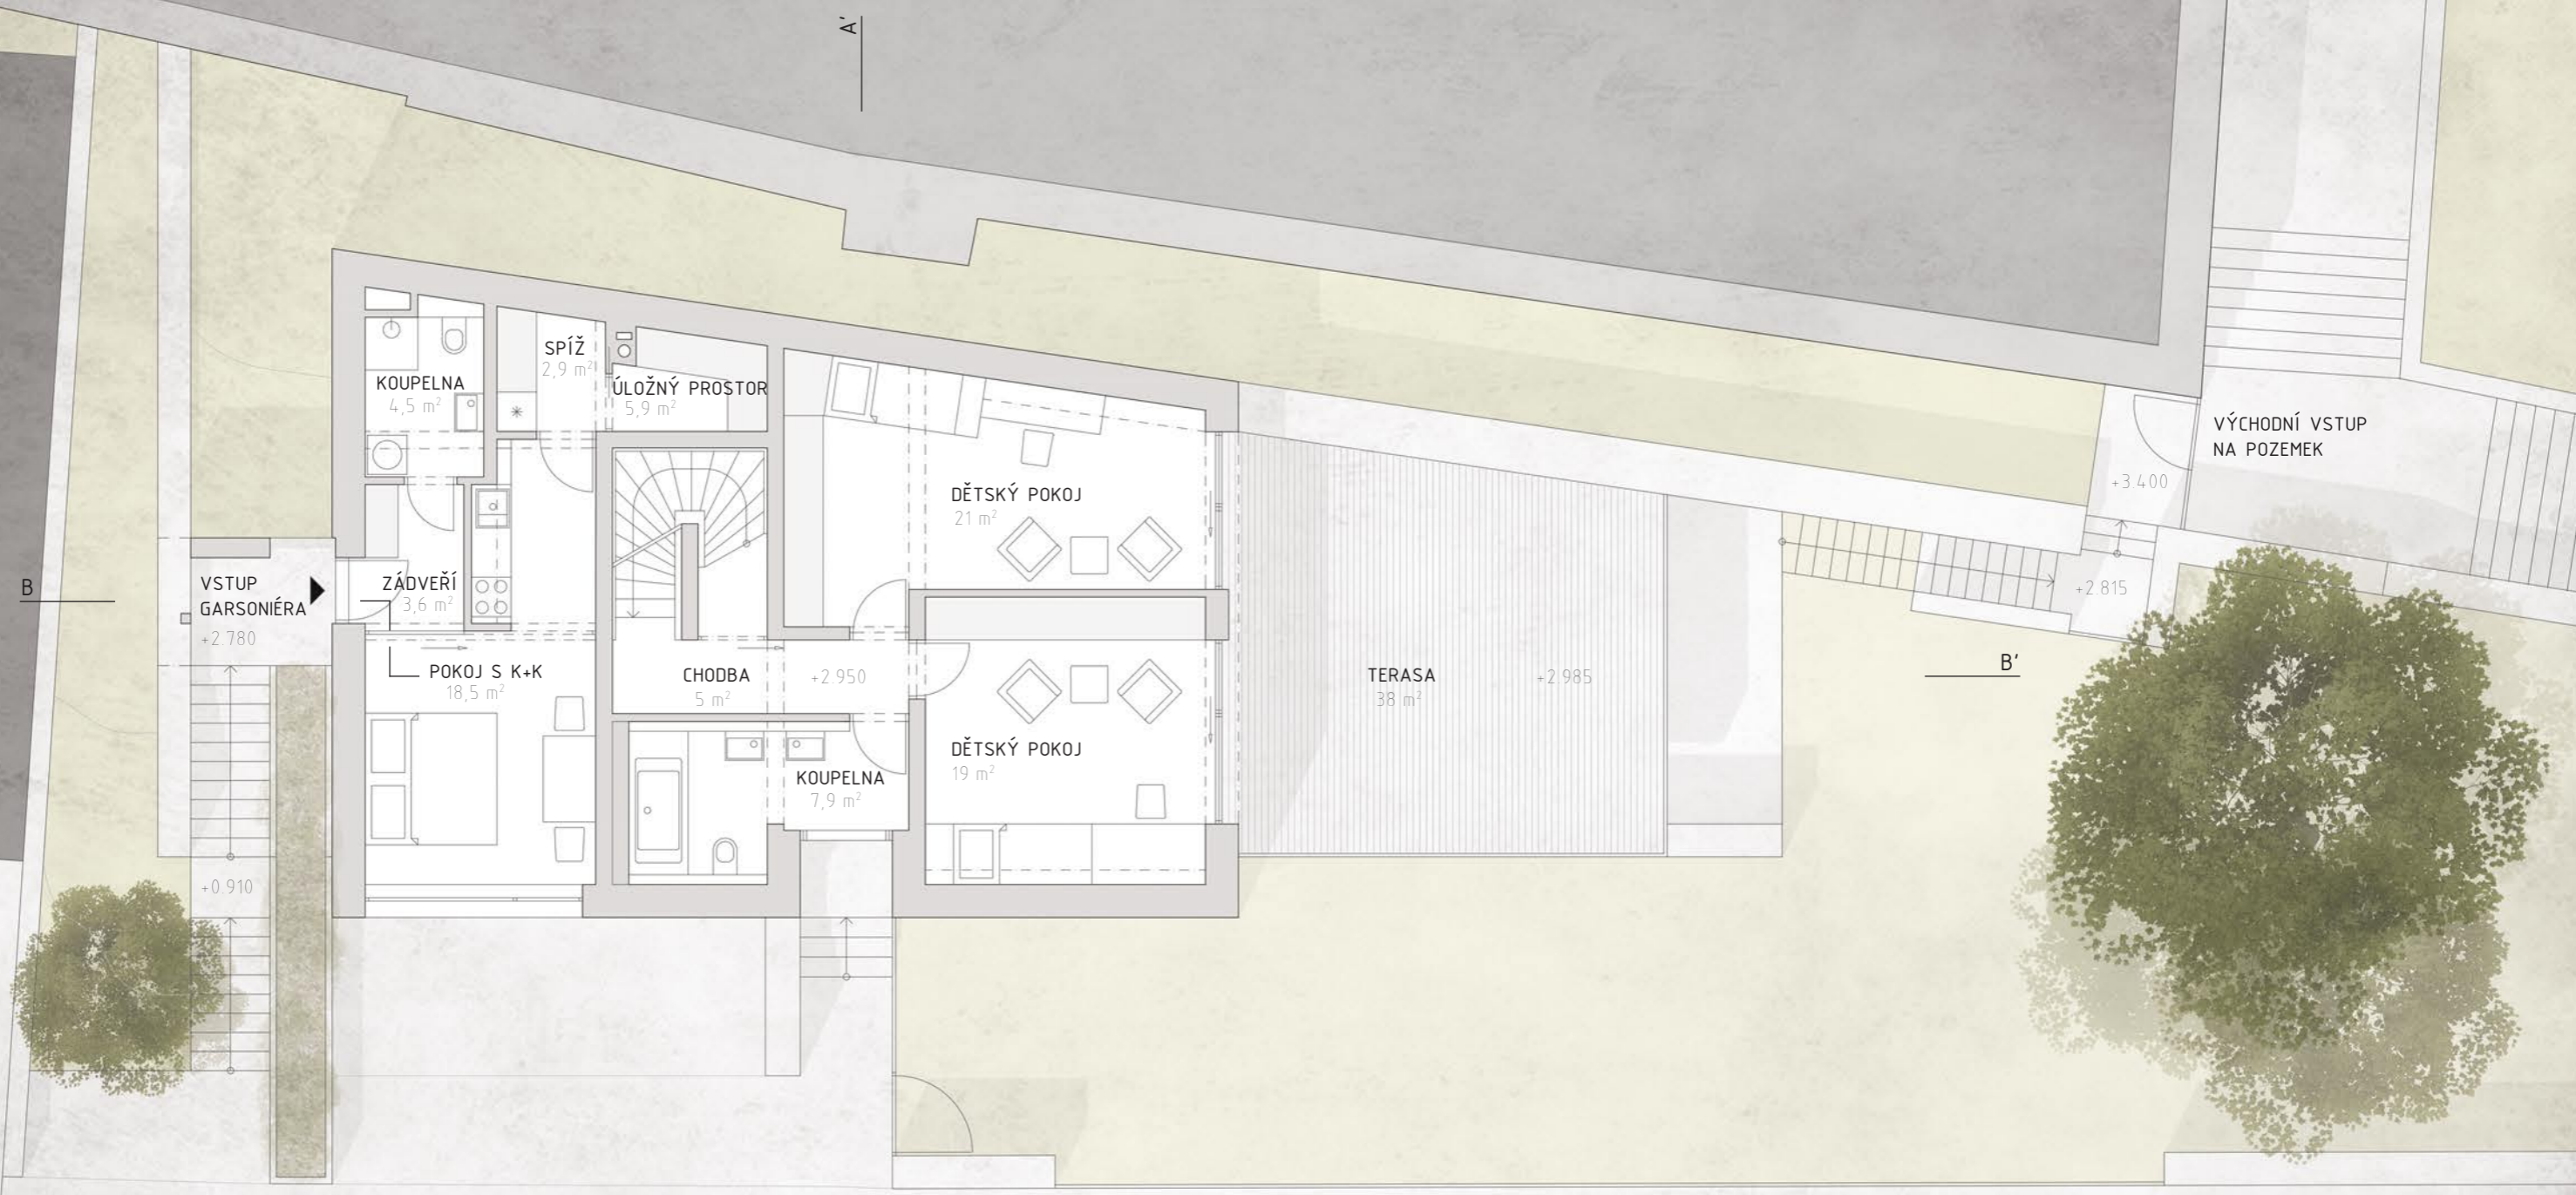 A'
SPÍŽ
2,9 m²
KOUPELNA
4,5 m²
ÚLOŽNÝ PROSTOR
5,9 m²
VÝCHODNÍ VSTUP
NA POZEMEK
+3.400
DĚTSKÝ POKOJ
21 m²
B
VSTUP
GARSONIÉRA
+2.780
ZÁDVEŘÍ
3,6 m²
+2.815
POKOJ S K+K
18,5 m²
CHODBA
5 m²
+2.950
TERASA
38 m²
+2.985
B'
DĚTSKÝ POKOJ
19 m²
KOUPELNA
7,9 m²
+0.910